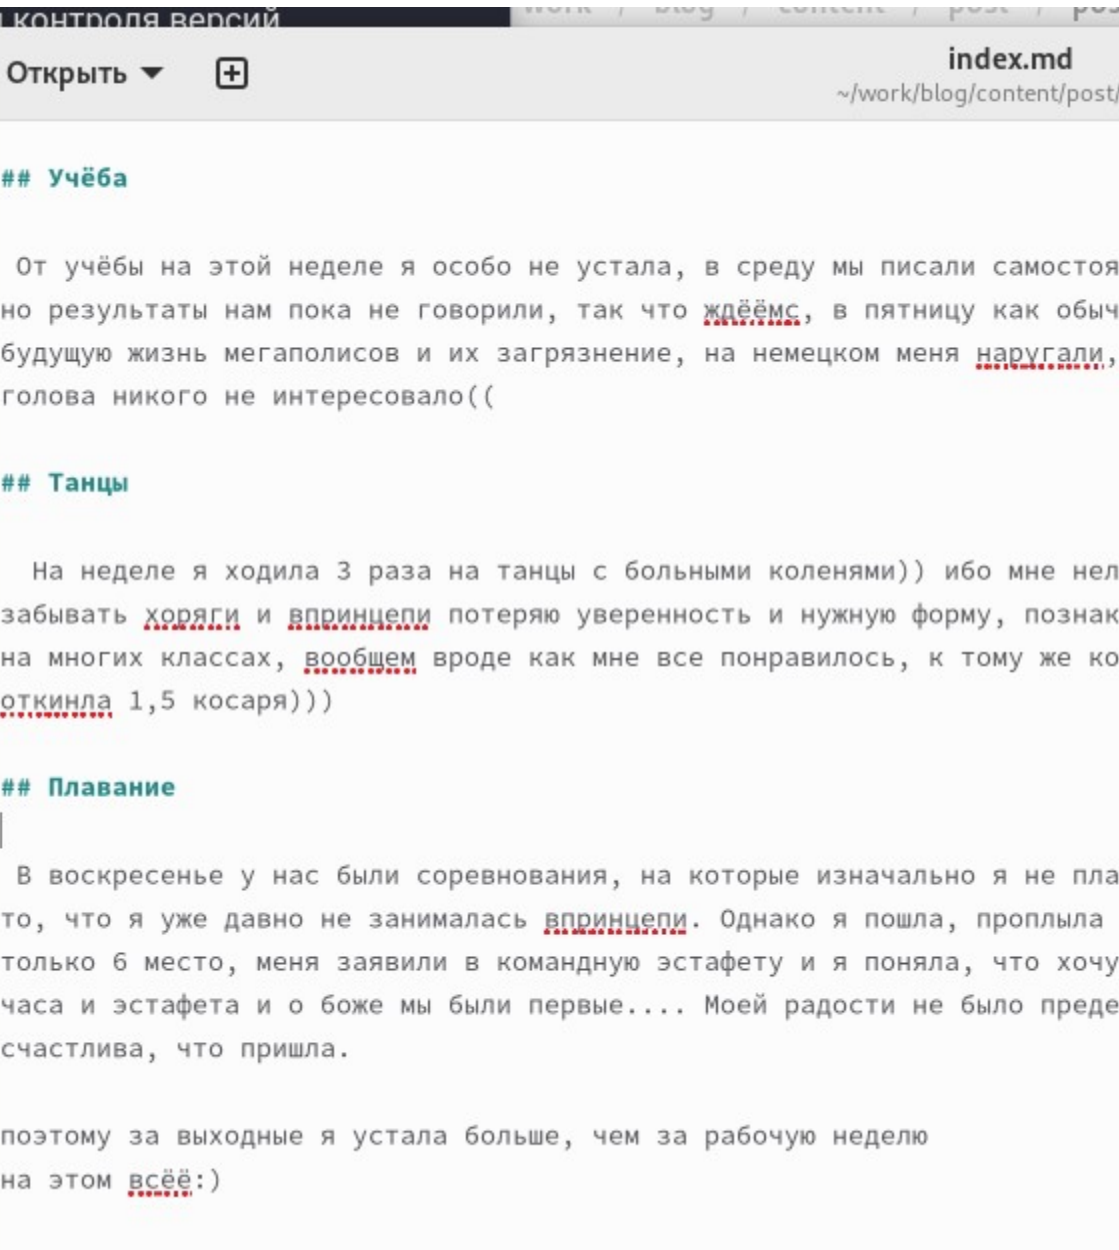 контроля версий
work / blog / content / post / pos
Открыть
index.md
~/work/blog/content/post/
## Учёба
От учёбы на этой неделе я особо не устала, в среду мы писали самостоя
но результаты нам пока не говорили, так что ждёёмс, в пятницу как обыч
будущую жизнь мегаполисов и их загрязнение, на немецком меня наругали,
голова никого не интересовало((
## Танцы
На неделе я ходила 3 раза на танцы с больными коленями)) ибо мне нел
забывать хоряги и впринцепи потеряю уверенность и нужную форму, познак
на многих классах, вообщем вроде как мне все понравилось, к тому же ко
откинла 1,5 косаря)))
## Плавание
В воскресенье у нас были соревнования, на которые изначально я не пла
то, что я уже давно не занималась впринцепи. Однако я пошла, проплыла
только 6 место, меня заявили в командную эстафету и я поняла, что хочу
часа и эстафета и о боже мы были первые.... Моей радости не было преде
счастлива, что пришла.
поэтому за выходные я устала больше, чем за рабочую неделю
на этом всёё:)